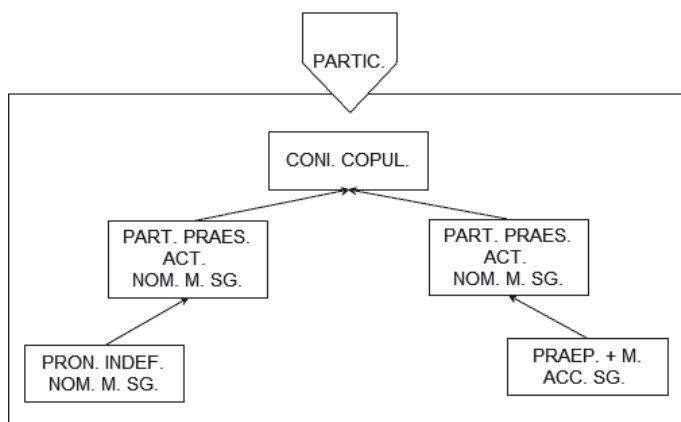 PARTIC.
CONI. COPUL.
PART. PRAES.
ACT.
NOM. M. SG.
PART. PRAES.
ACT.
NOM. M. SG.
PRON. INDEF.
NOM. M. SG.
PRAEP. + M.
ACC. SG.